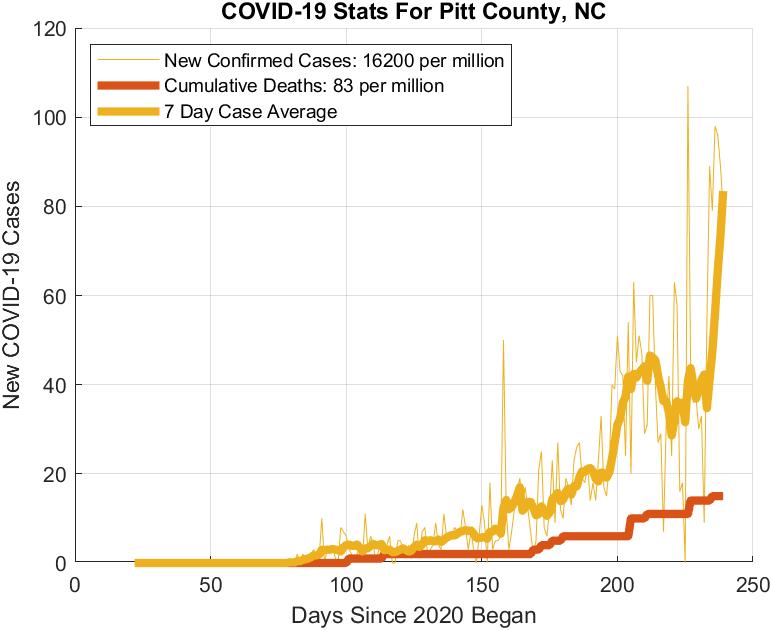 COVID-19 Stats For Pitt County, NC
New Confirmed Cases: 16200 per million
Cumulative Deaths: 83 per million
7 Day Case Average
New COVID-19 Cases
120
100
80
60
40
20
0
0 50 100 150 200 250
Days Since 2020 Began